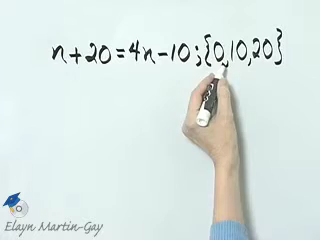 n + 20 = 4n - 10 ; {0, 10, 20}
Elayn Martin-Gay